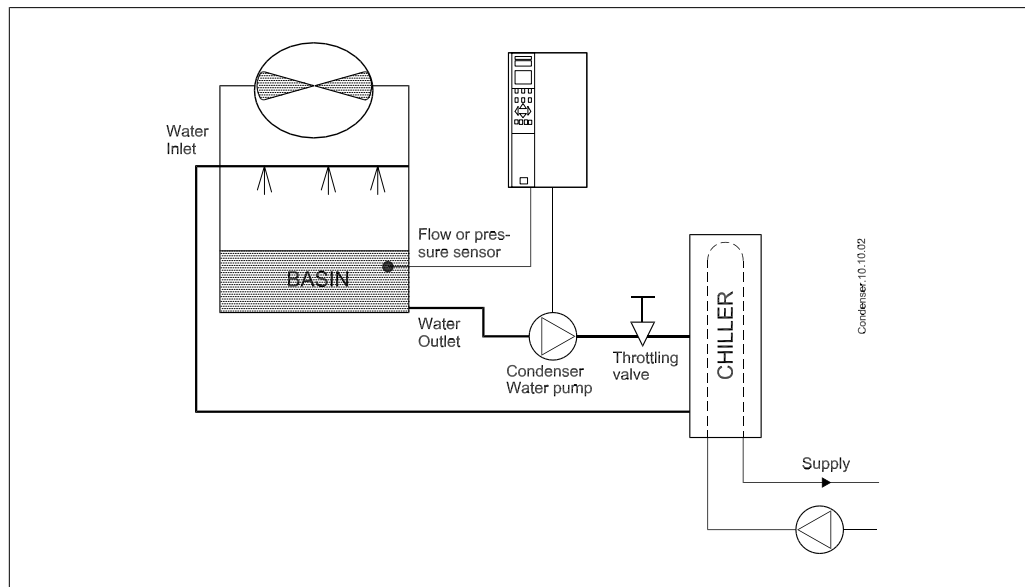 Water
Inlet
Flow or pres-
sure sensor
BASIN
Water
Outlet
Condenser
Water pump
Throttling
valve
CHILLER
Condenser.10.10.02
Supply